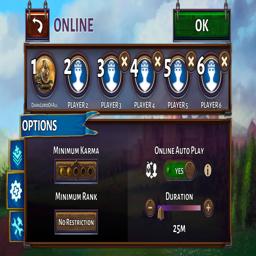 ONLINE
OK
1 2 3 4 5 6
PLAYER 2
PLAYER 3
PLAYER 4
PLAYER 5
PLAYER 6
OPTIONS
MINIMUM KARMA
ONLINE AUTO PLAY
YES
MINIMUM RANK
DURATION
NO RESTRICTION
25M